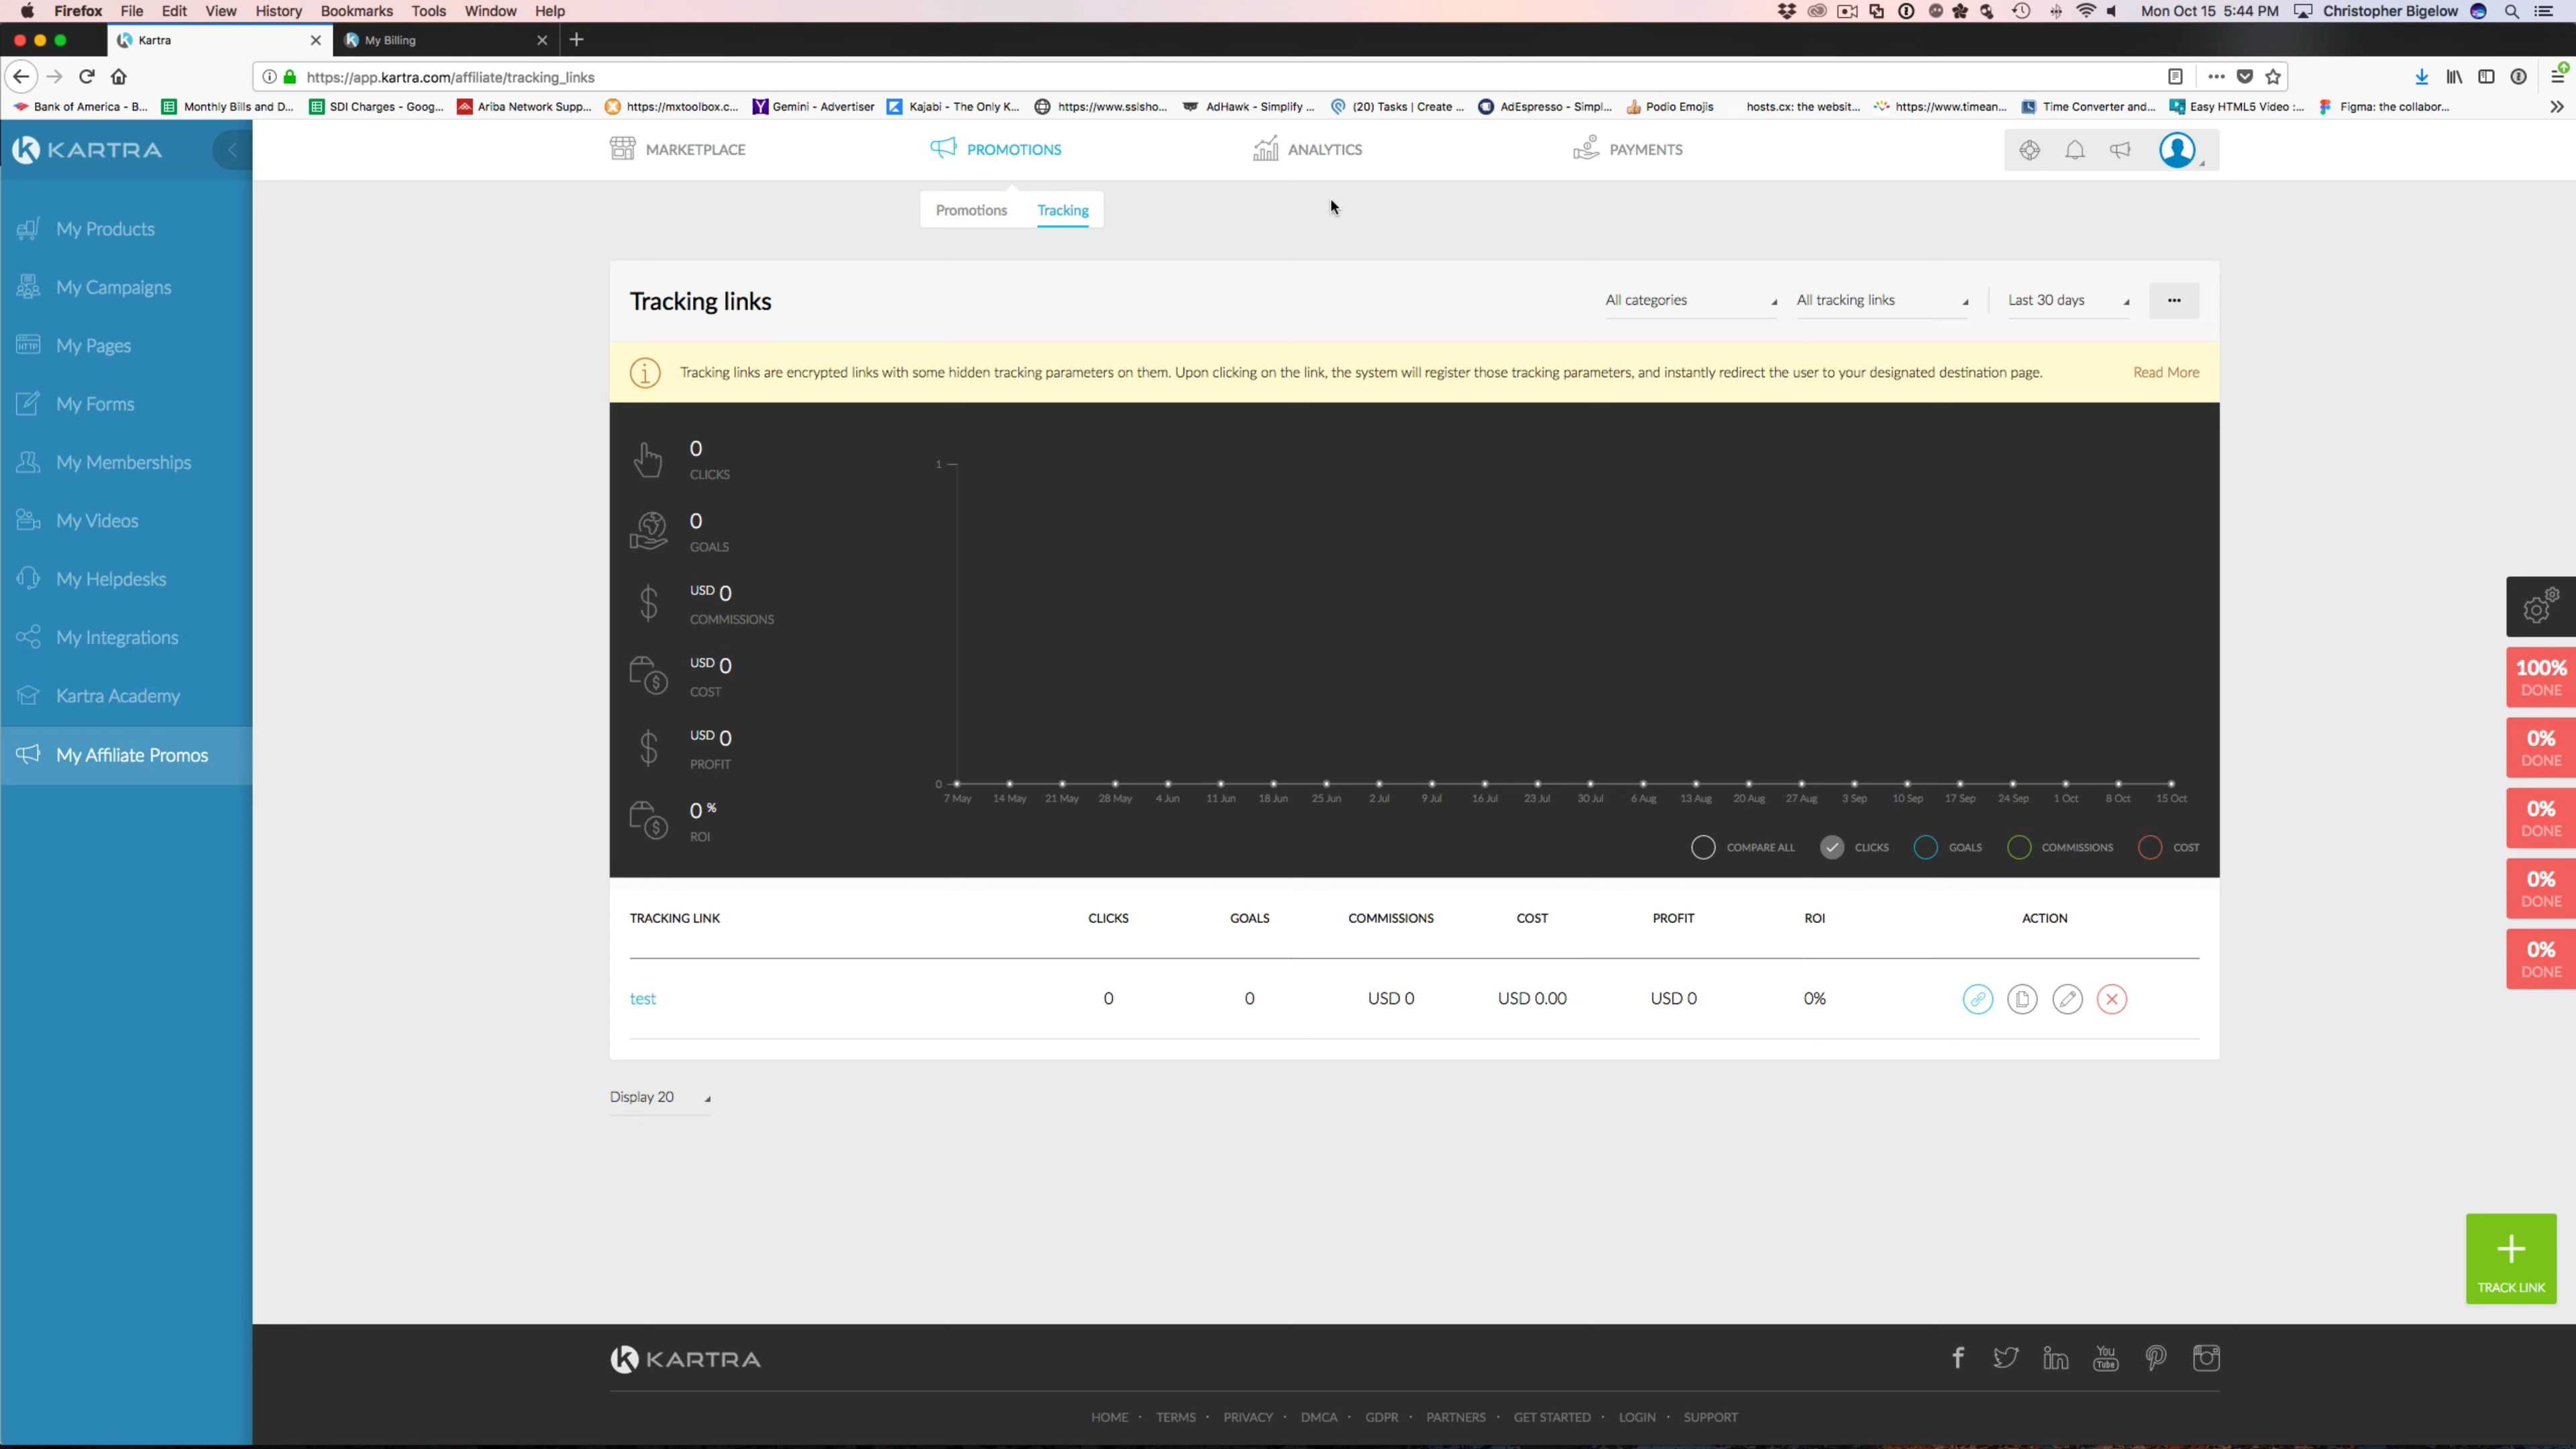 Firefox File Edit View History Bookmarks Tools Window Help Mon Oct 15 5:44 PM Christopher Bigelow
Kartra My Billing
https://app.kartra.com/affiliate/tracking_links
Bank of America - B... Monthly Bills and D... SDI Charges - Goog... Ariba Network Supp... https://mxtoolbox.c... Gemini - Advertiser Kajabi - The Only K... https://www.sslsho... AdHawk - Simplify ... (20) Tasks | Create ... AdEspresso - Simpl... Podio Emojis hosts.cx: the websit... https://www.timean... Time Converter and... Easy HTML5 Video :... Figma: the collabor...
KARTRA MARKETPLACE PROMOTIONS ANALYTICS PAYMENTS
Promotions Tracking
My Products
My Campaigns
My Pages
My Forms
My Memberships
My Videos
My Helpdesks
My Integrations
Kartra Academy
My Affiliate Promos
HTTP
Tracking links All categories All tracking links Last 30 days
Tracking links are encrypted links with some hidden tracking parameters on them. Upon clicking on the link, the system will register those tracking parameters, and instantly redirect the user to your designated destination page. Read More
0
CLICKS
0
GOALS
USD 0
COMMISSIONS
USD 0
COST
USD 0
PROFIT
0 %
ROI
1
0
7 May 14 May 21 May 28 May 4 Jun 11 Jun 18 Jun 25 Jun 2 Jul 9 Jul 16 Jul 23 Jul 30 Jul 6 Aug 13 Aug 20 Aug 27 Aug 3 Sep 10 Sep 17 Sep 24 Sep 1 Oct 8 Oct 15 Oct
COMPARE ALL CLICKS GOALS COMMISSIONS COST
TRACKING LINK CLICKS GOALS COMMISSIONS COST PROFIT ROI ACTION
test 0 0 USD 0 USD 0.00 USD 0 0%
Display 20
100%
DONE
0%
DONE
0%
DONE
0%
DONE
0%
DONE
TRACK LINK
KARTRA
You
Tube
HOME · TERMS · PRIVACY · DMCA · GDPR · PARTNERS · GET STARTED · LOGIN · SUPPORT